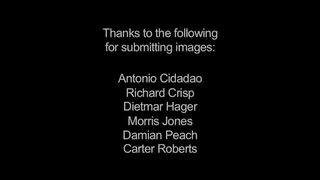 Thanks to the following
for submitting images:
Antonio Cidadao
Richard Crisp
Dietmar Hager
Morris Jones
Damian Peach
Carter Roberts